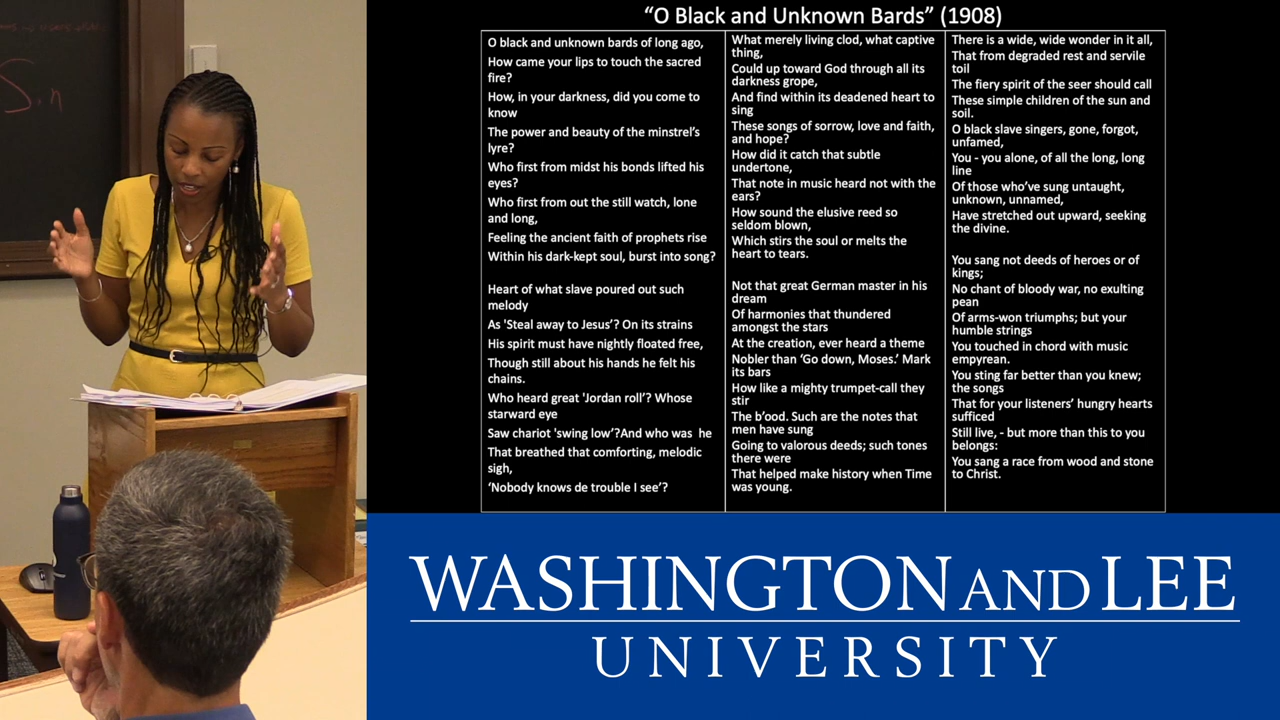 S.n
“O Black and Unknown Bards” (1908)
O black and unknown bards of long ago,
How came your lips to touch the sacred
fire?
How, in your darkness, did you come to
know
The power and beauty of the minstrel’s
lyre?
Who first from midst his bonds lifted his
eyes?
Who first from out the still watch, lone
and long,
Feeling the ancient faith of prophets rise
Within his dark-kept soul, burst into song?
Heart of what slave poured out such
melody
As 'Steal away to Jesus’? On its strains
His spirit must have nightly floated free,
Though still about his hands he felt his
chains.
Who heard great 'Jordan roll’? Whose
starward eye
Saw chariot 'swing low’?And who was he
That breathed that comforting, melodic
sigh,
‘Nobody knows de trouble I see’?
What merely living clod, what captive
thing,
Could up toward God through all its
darkness grope,
And find within its deadened heart to
sing
These songs of sorrow, love and faith,
and hope?
How did it catch that subtle
undertone,
That note in music heard not with the
ears?
How sound the elusive reed so
seldom blown,
Which stirs the soul or melts the
heart to tears.
Not that great German master in his
dream
Of harmonies that thundered
amongst the stars
At the creation, ever heard a theme
Nobler than ‘Go down, Moses.’ Mark
its bars
How like a mighty trumpet-call they
stir
The b’ood. Such are the notes that
men have sung
Going to valorous deeds; such tones
there were
That helped make history when Time
was young.
There is a wide, wide wonder in it all,
That from degraded rest and servile
toil
The fiery spirit of the seer should call
These simple children of the sun and
soil.
O black slave singers, gone, forgot,
unfamed,
You - you alone, of all the long, long
line
Of those who’ve sung untaught,
unknown, unnamed,
Have stretched out upward, seeking
the divine.
You sang not deeds of heroes or of
kings;
No chant of bloody war, no exulting
pean
Of arms-won triumphs; but your
humble strings
You touched in chord with music
empyrean.
You sting far better than you knew;
the songs
That for your listeners’ hungry hearts
sufficed
Still live, - but more than this to you
belongs:
You sang a race from wood and stone
to Christ.
WASHINGTON AND LEE
UNIVERSITY